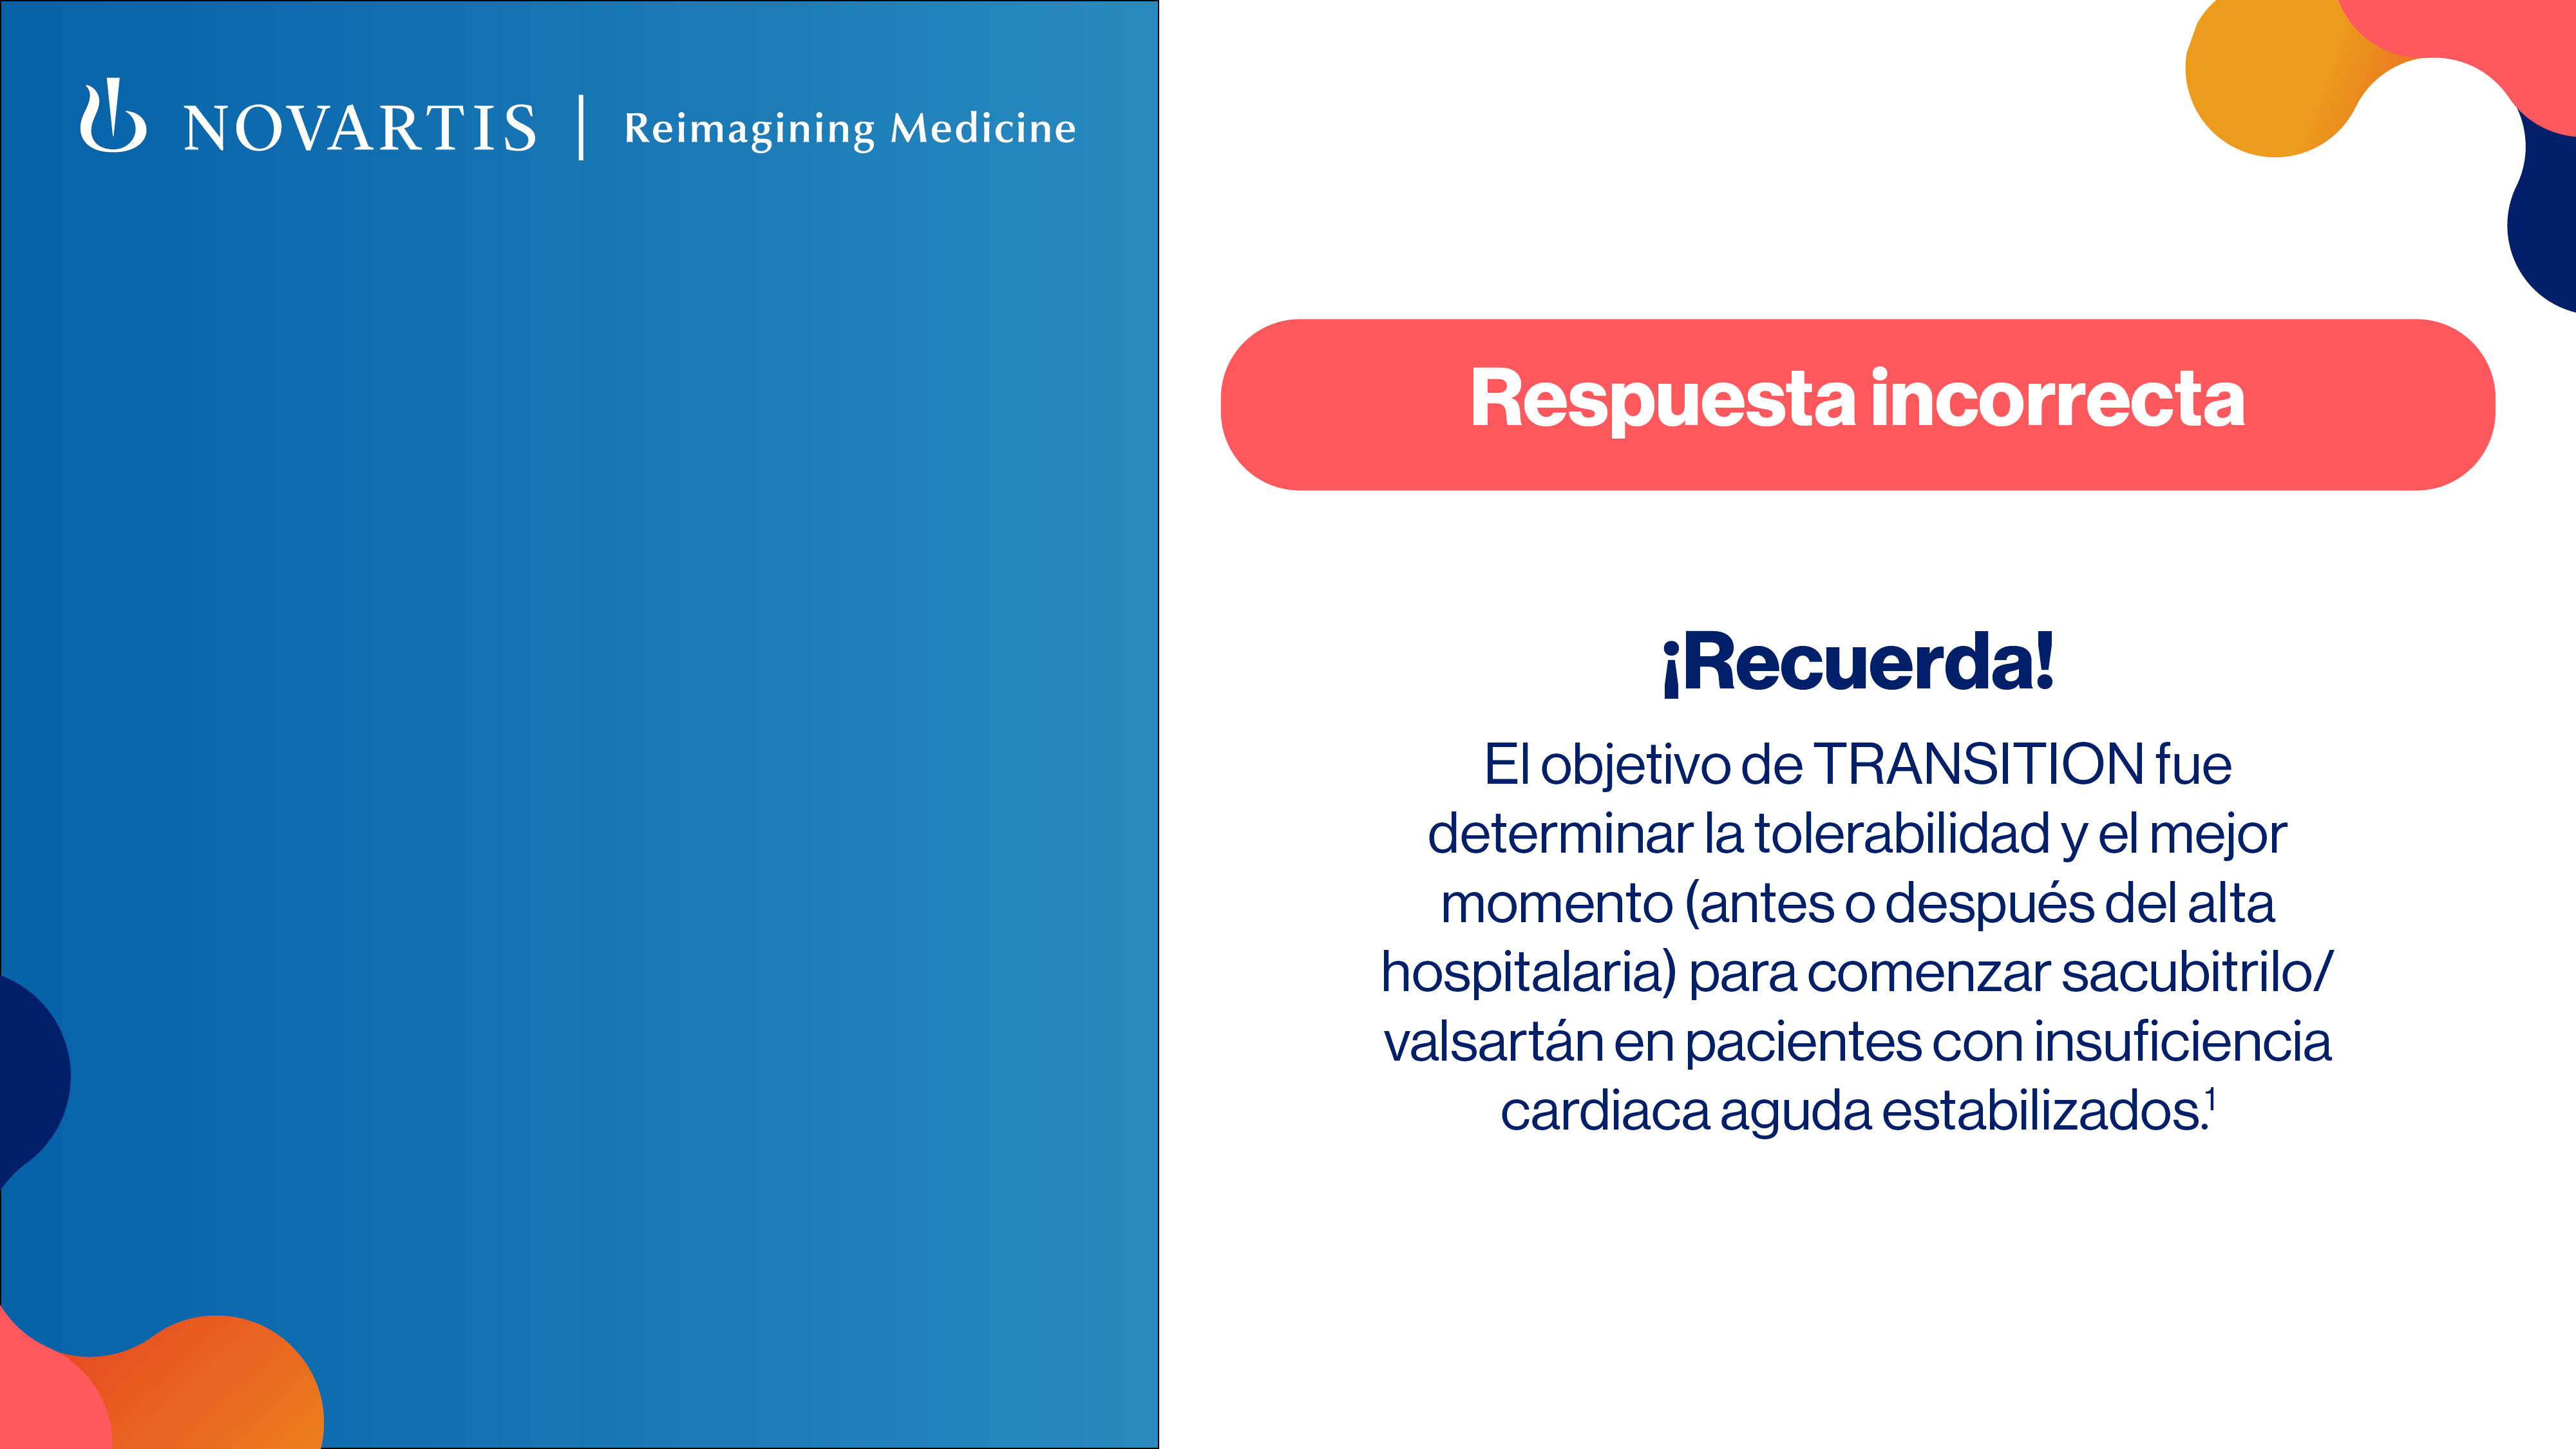 NOVARTIS | Reimagining Medicine
Respuesta incorrecta
¡Recuerda!
El objetivo de TRANSITION fue
determinar la tolerabilidad y el mejor
momento (antes o después del alta
hospitalaria) para comenzar sacubitrilo/
valsartán en pacientes con insuficiencia
cardiaca aguda estabilizados.¹